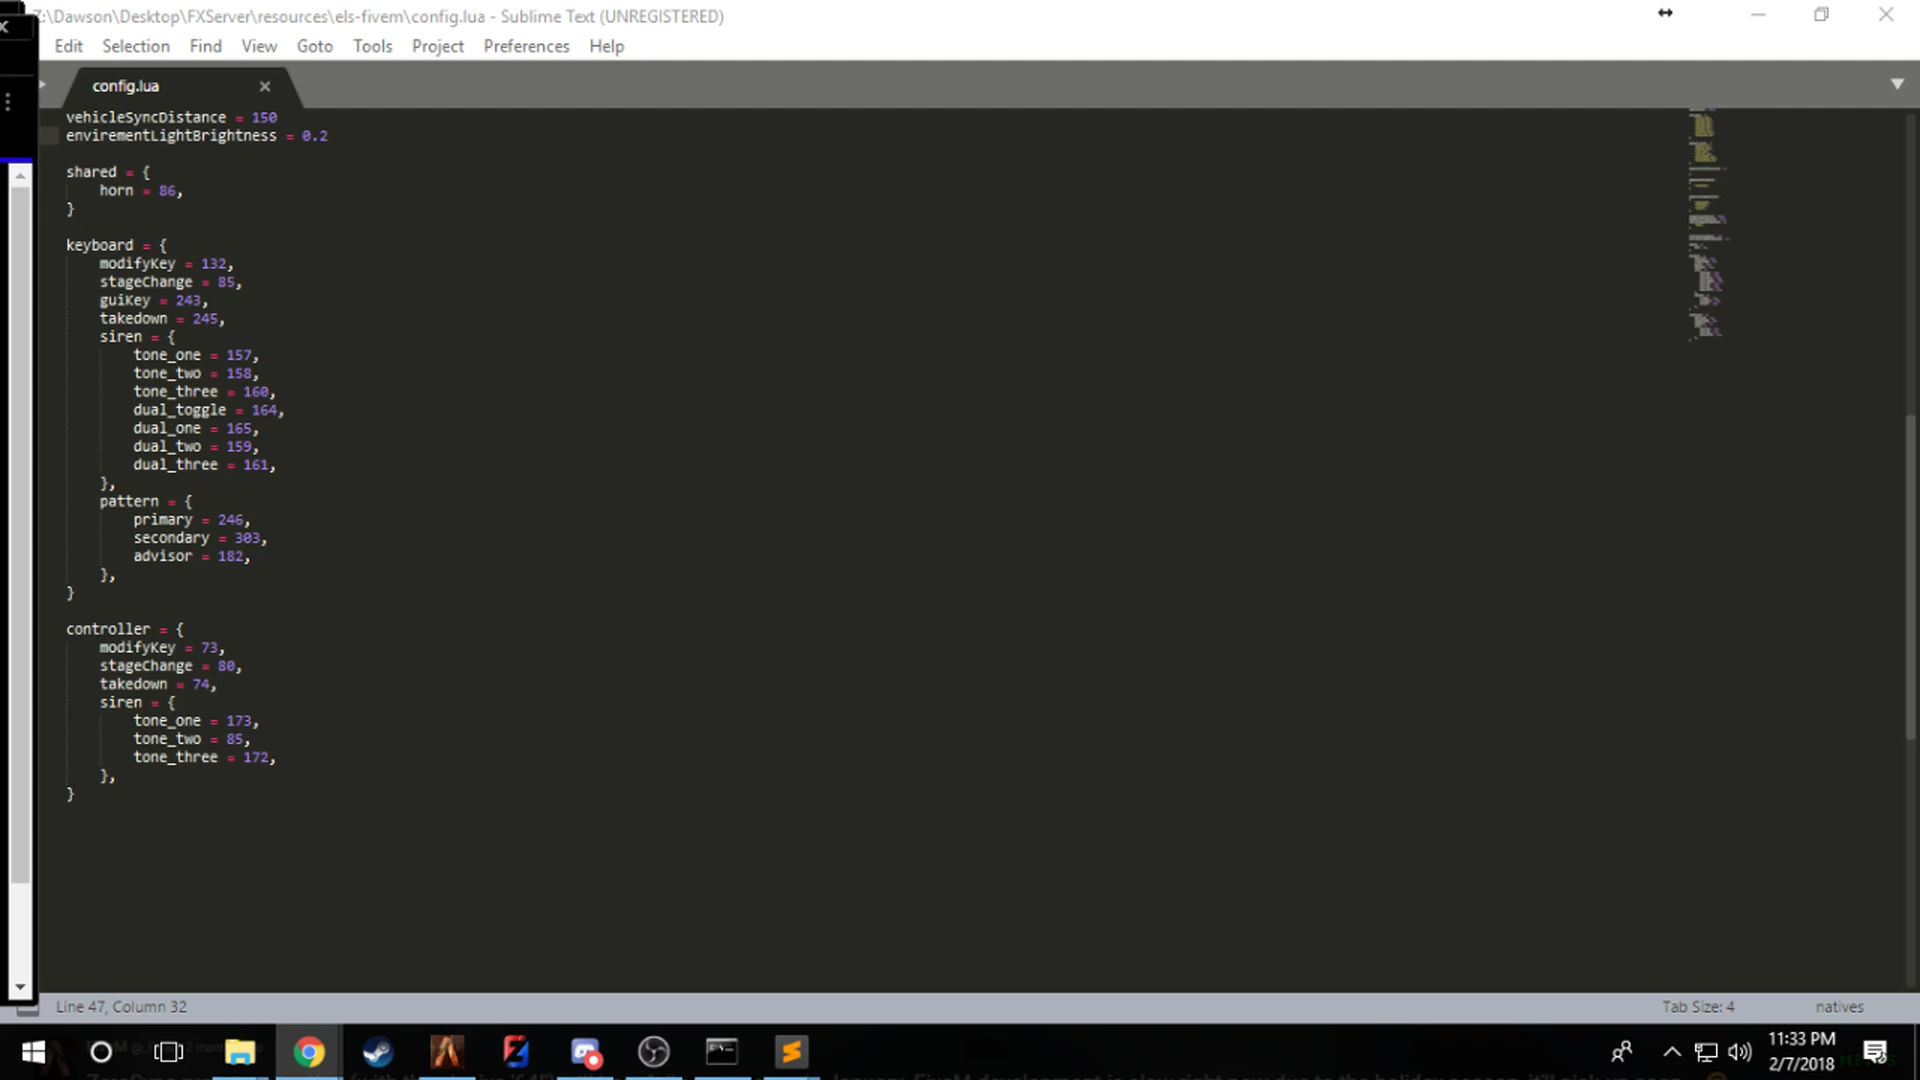 Z:\Dawson\Desktop\FXServer\resources\els-fivem\config.lua - Sublime Text (UNREGISTERED)
Edit Selection Find View Goto Tools Project Preferences Help
config.lua
vehicleSyncDistance = 150
envirementLightBrightness = 0.2
shared = {
horn = 86,
}
keyboard = {
modifyKey = 132,
stageChange = 85,
guiKey = 243,
takedown = 245,
siren = {
tone_one = 157,
tone_two = 158,
tone_three = 160,
dual_toggle = 164,
dual_one = 165,
dual_two = 159,
dual_three = 161,
},
pattern = {
primary = 246,
secondary = 303,
advisor = 182,
},
}
controller = {
modifyKey = 73,
stageChange = 80,
takedown = 74,
siren = {
tone_one = 173,
tone_two = 85,
tone_three = 172,
},
}
Line 47, Column 32 Tab Size: 4 natives
11:33 PM
2/7/2018